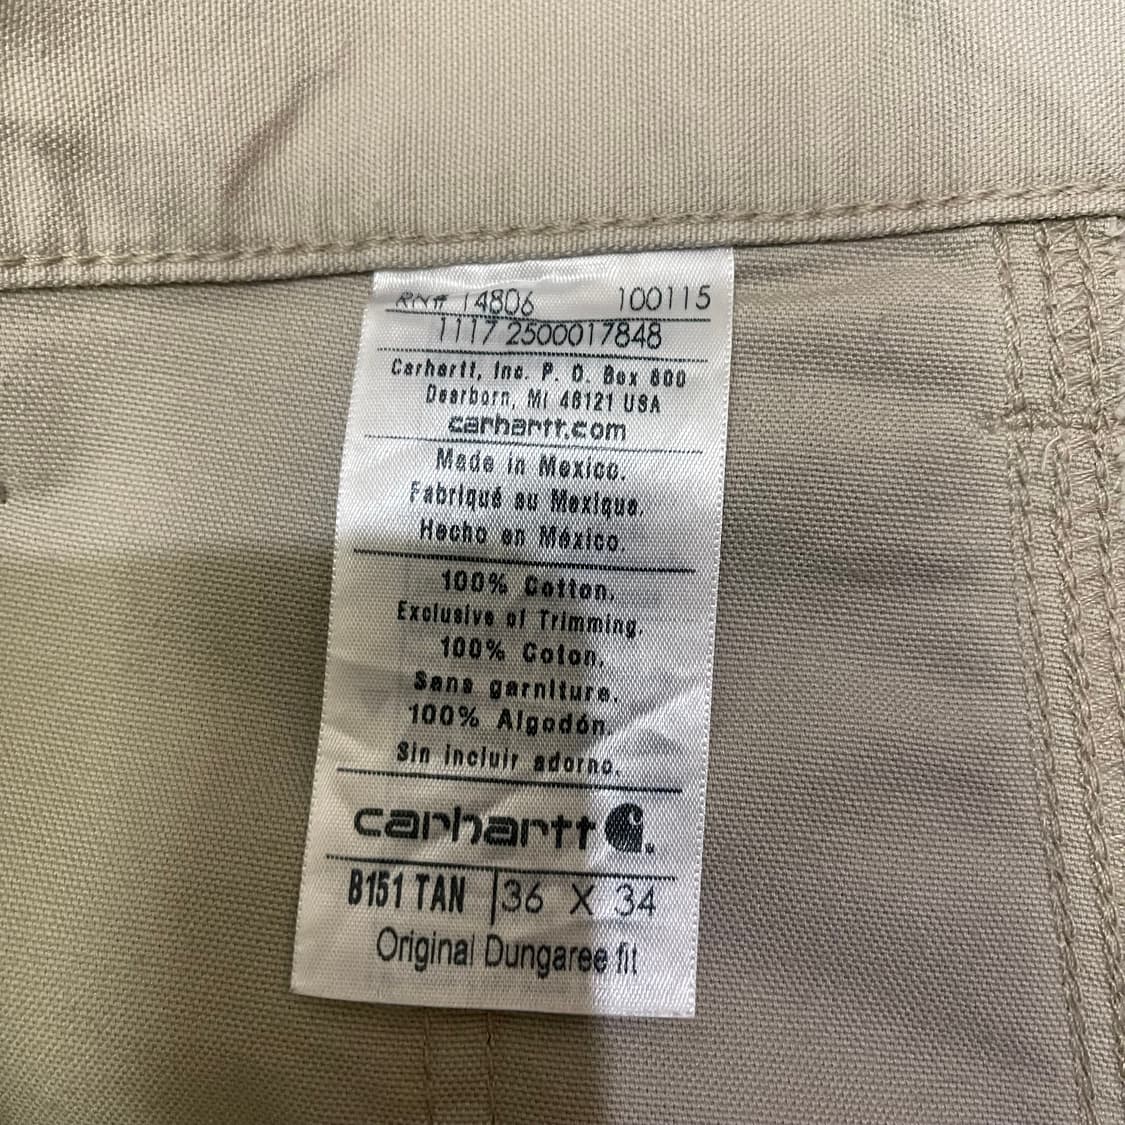 RN# 14806 100115
1117 2500017848
Carhartt, Inc. P. O. Box 600
Dearborn, MI 48121 USA
carhartt.com
Made in Mexico.
Fabriqué au Mexique.
Hecho en México.
100% Cotton.
Exclusive of Trimming.
100% Coton.
Sans garniture.
100% Algodón.
Sin incluir adorno.
carhartt
B151 TAN 36 X 34
Original Dungaree fit